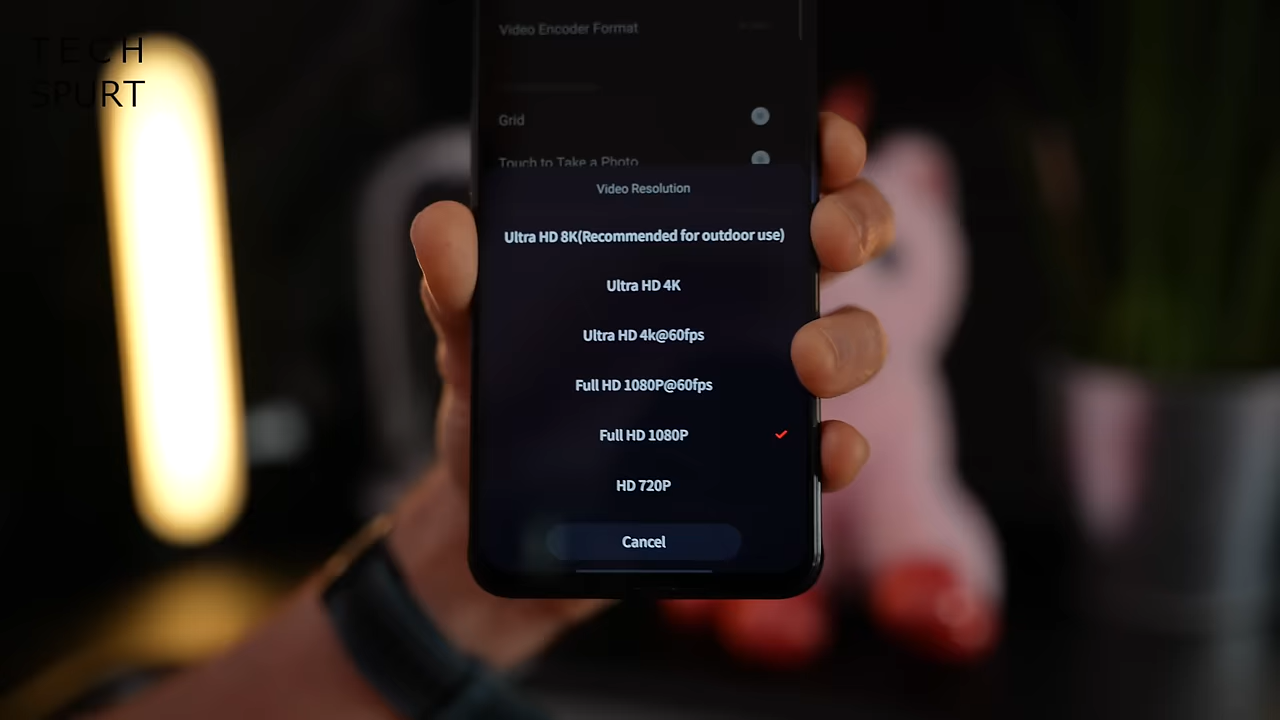 TECH
SPURT
Video Encoder Format
Grid
Touch to Take a Photo
Video Resolution
Ultra HD 8K(Recommended for outdoor use)
Ultra HD 4K
Ultra HD 4k@60fps
Full HD 1080P@60fps
Full HD 1080P
HD 720P
Cancel